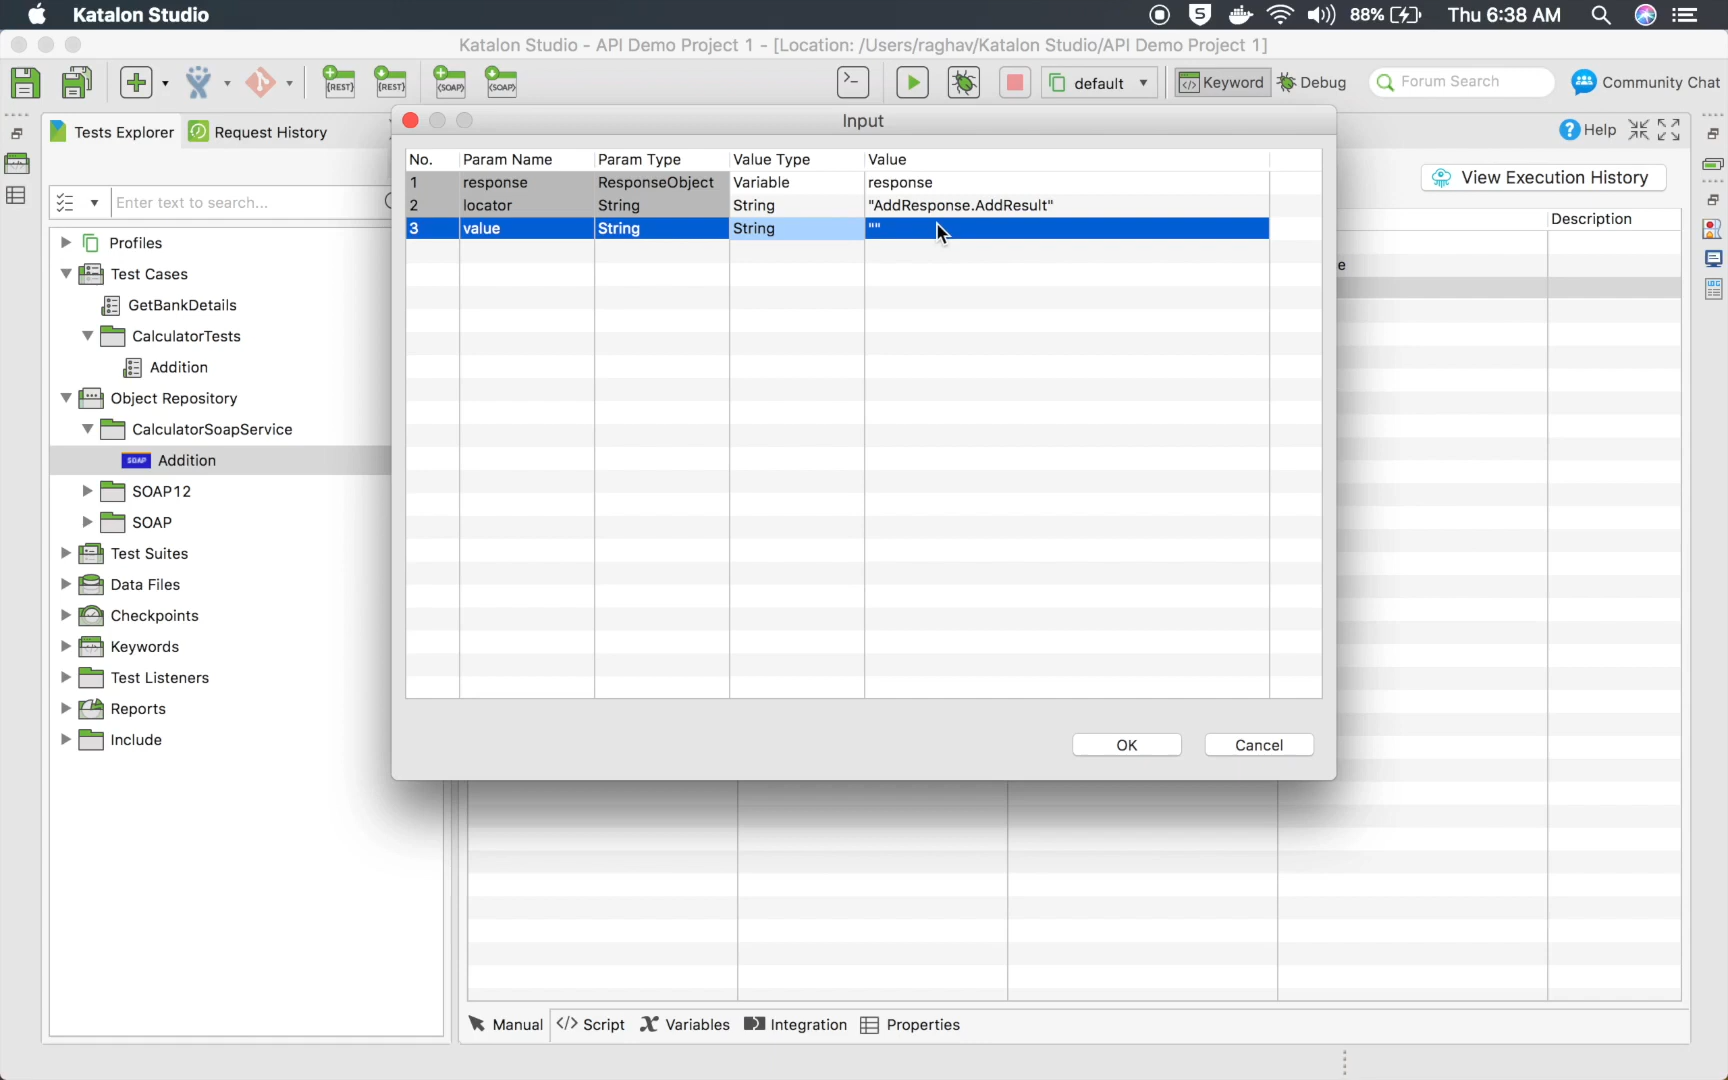 Katalon Studio
88%
Thu 6:38 AM
Katalon Studio - API Demo Project 1 - [Location: /Users/raghav/Katalon Studio/API Demo Project 1]
{REST}
{REST}
{SOAP}
{SOAP}
default
Keyword
Debug
Forum Search
Community Chat
Tests Explorer
Request History
Input
Help
View Execution History
Description
Enter text to search...
No. Param Name Param Type Value Type Value
1 response ResponseObject Variable response
2 locator String String "AddResponse.AddResult"
3 value String String ""
e
Profiles
Test Cases
GetBankDetails
CalculatorTests
Addition
Object Repository
CalculatorSoapService
SOAP Addition
SOAP12
SOAP
Test Suites
Data Files
Checkpoints
Keywords
Test Listeners
Reports
Include
OK
Cancel
Manual
Script
Variables
Integration
Properties